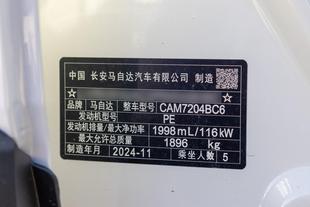 中国 长安马自达汽车有限公司 制造
品牌 马自达 整车型号 CAM7204BC6
发动机型号 PE
发动机排量/最大净功率 1998 mL/116 kW
最大允许总质量 1896 kg
制造年月 2024-11 乘坐人数 5